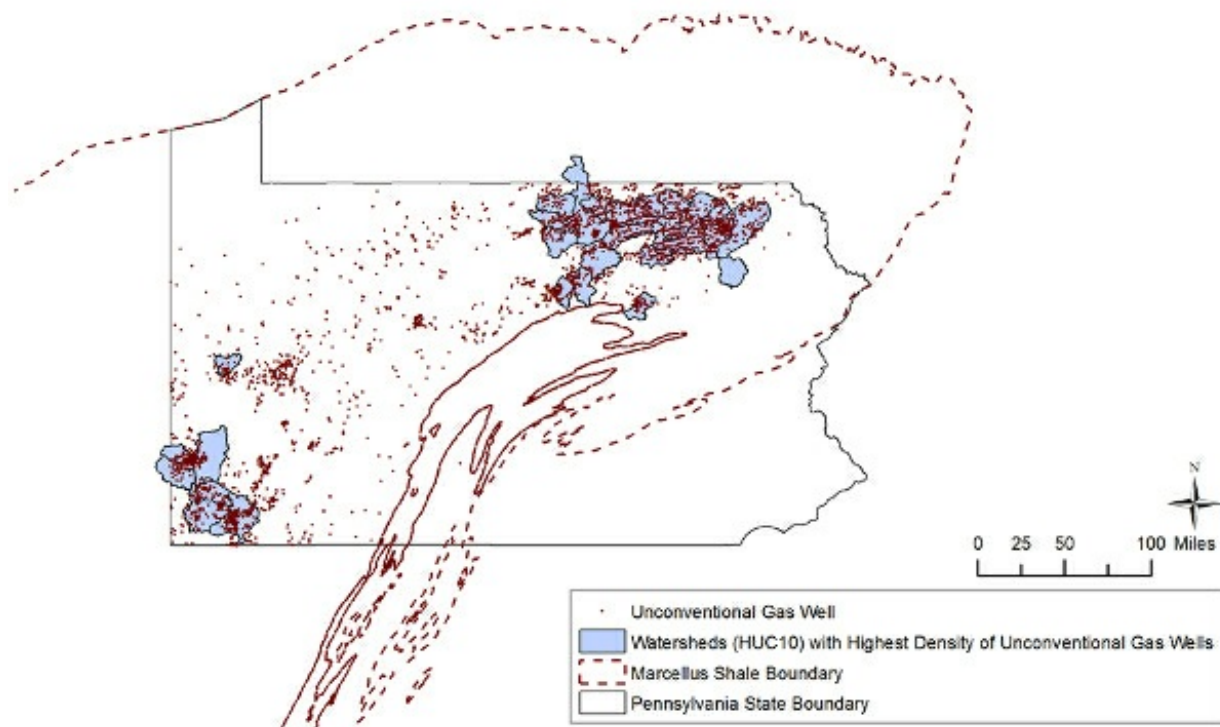 N
0 25 50 100 Miles
Unconventional Gas Well
Watersheds (HUC10) with Highest Density of Unconventional Gas Wells
Marcellus Shale Boundary
Pennsylvania State Boundary